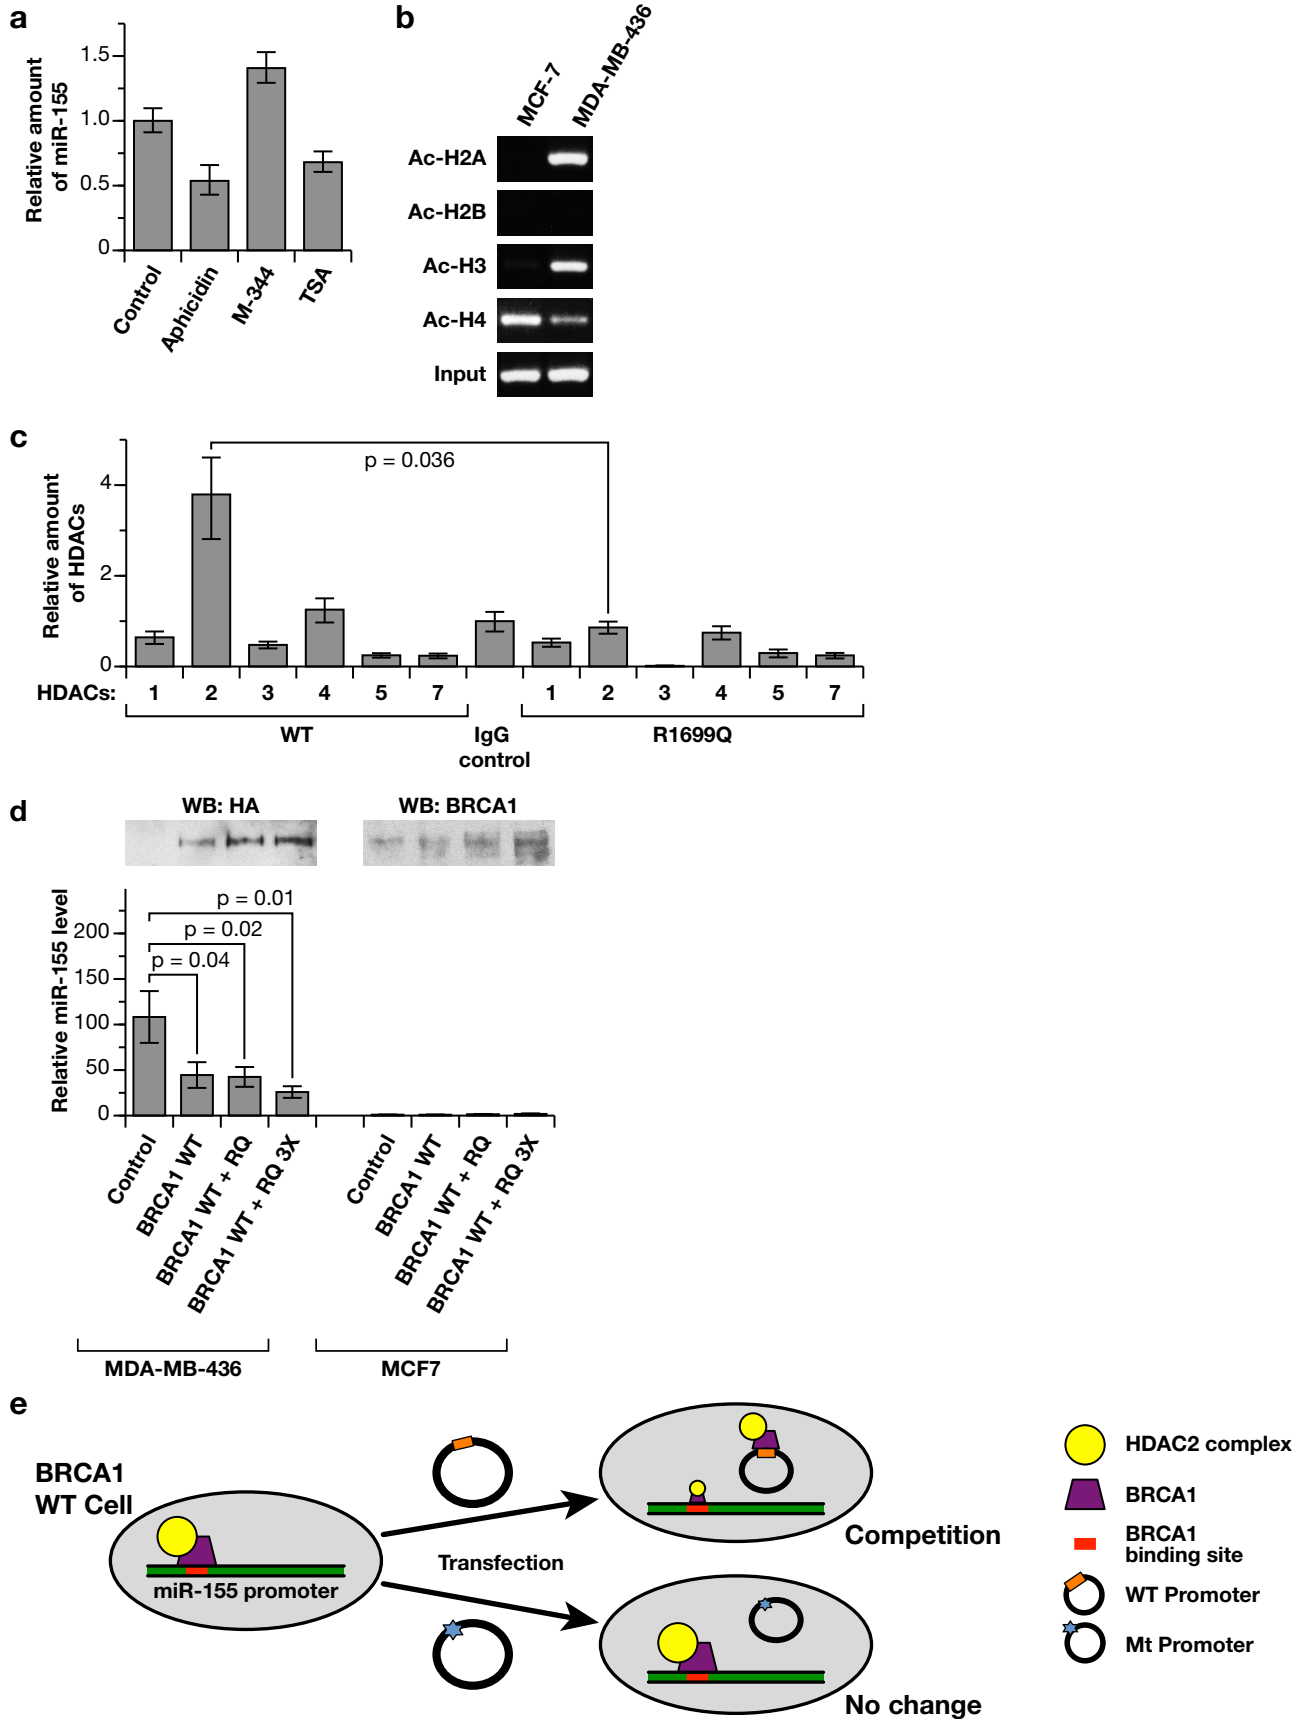 a
Relative amount
of miR-155
1.5
1.0
0.5
0
Control
Aphicidin
M-344
TSA
b
MCF-7
MDA-MB-436
Ac-H2A
Ac-H2B
Ac-H3
Ac-H4
Input
c
Relative amount
of HDACs
4
2
0
p = 0.036
HDACs: 1 2 3 4 5 7 1 2 3 4 5 7
WT
IgG
control
R1699Q
d
WB: HA
WB: BRCA1
Relative miR-155 level
200
150
100
50
0
p = 0.01
p = 0.02
p = 0.04
Control
BRCA1 WT
BRCA1 WT + RQ
BRCA1 WT + RQ 3X
Control
BRCA1 WT
BRCA1 WT + RQ
BRCA1 WT + RQ 3X
MDA-MB-436
MCF7
e
BRCA1
WT Cell
miR-155 promoter
Transfection
Competition
No change
HDAC2 complex
BRCA1
BRCA1
binding site
WT Promoter
Mt Promoter